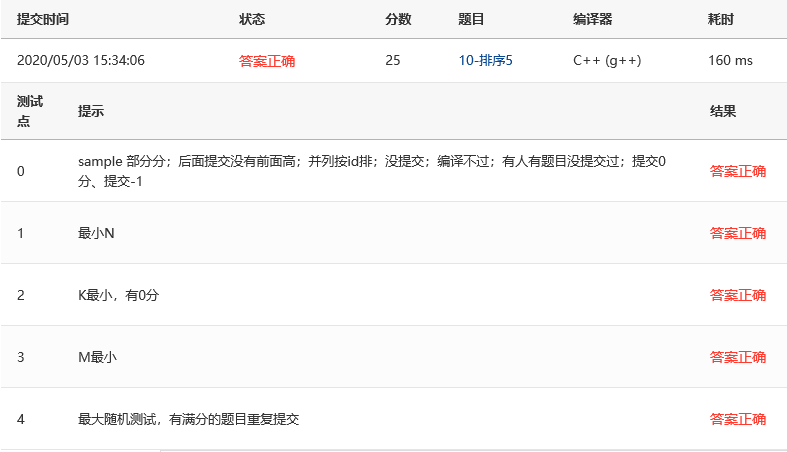 提交时间 状态 分数 题目 编译器 耗时
2020/05/03 15:34:06 答案正确 25 10-排序5 C++ (g++) 160 ms
测试点 提示 结果
0 sample 部分分；后面提交没有前面高；并列按id排；没提交；编译不过；有人有题目没提交过；提交0 答案正确
分、提交-1
1 最小N 答案正确
2 K最小，有0分 答案正确
3 M最小 答案正确
4 最大随机测试，有满分的题目重复提交 答案正确